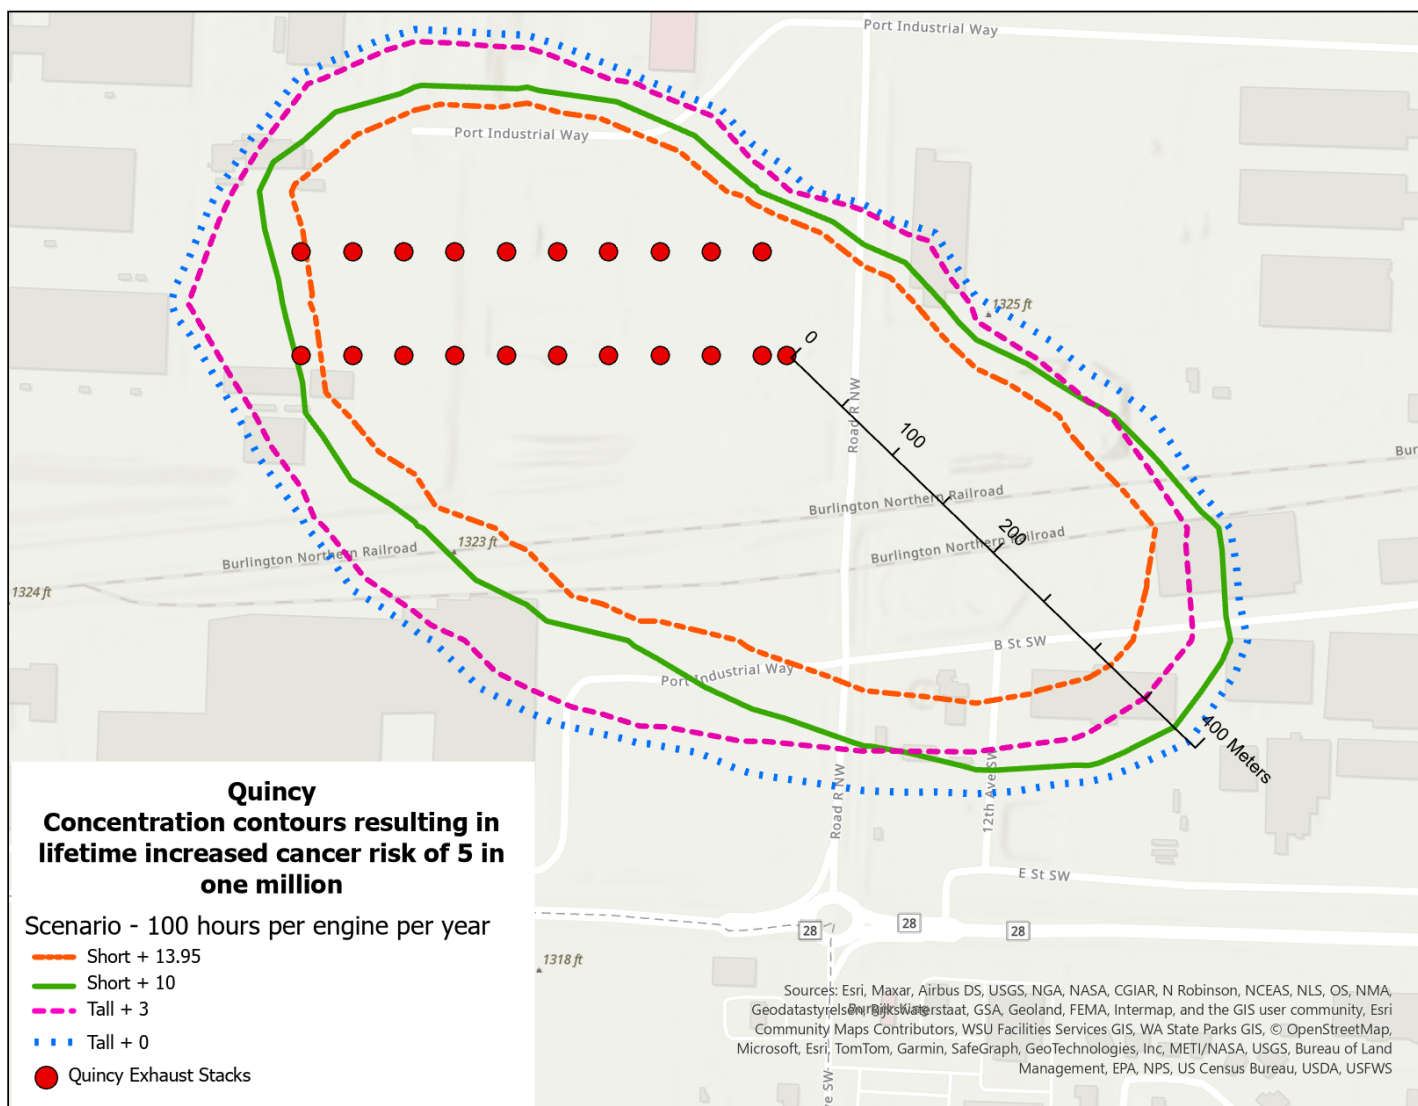 Port Industrial Way
Port Industrial Way
1325 ft
0
100
Road R NW
Bur
Burlington Northern Railroad
200
Burlington Northern Railroad
1323 ft
Burlington Northern Railroad
1324 ft
B St SW
Port Industrial Way
400 Meters
Road R NW
12th Ave SW
Quincy
Concentration contours resulting in
lifetime increased cancer risk of 5 in
one million
Scenario - 100 hours per engine per year
Short + 13.95
Short + 10
Tall + 3
Tall + 0
Quincy Exhaust Stacks
E St SW
28
28
28
1318 ft
Burger King
Sources: Esri, Maxar, Airbus DS, USGS, NGA, NASA, CGIAR, N Robinson, NCEAS, NLS, OS, NMA,
Geodatastyrelsen, Rijkswaterstaat, GSA, Geoland, FEMA, Intermap, and the GIS user community, Esri
Community Maps Contributors, WSU Facilities Services GIS, WA State Parks GIS, © OpenStreetMap,
Microsoft, Esri, TomTom, Garmin, SafeGraph, GeoTechnologies, Inc, METI/NASA, USGS, Bureau of Land
Management, EPA, NPS, US Census Bureau, USDA, USFWS
ve SW